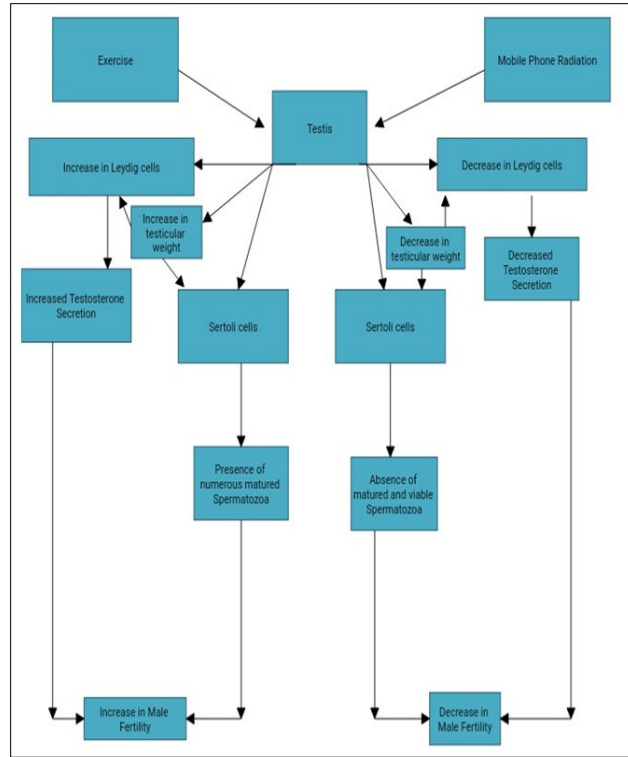 Exercise
Mobile Phone Radiation
Testis
Increase in Leydig cells
Decrease in Leydig cells
Increase in
testicular
weight
Decrease in
testicular weight
Decreased
Testosterone
Secretion
Increased Testosterone
Secretion
Sertoli cells
Sertoli cells
Presence of
numerous matured
Spermatozoa
Absence of
matured and viable
Spermatozoa
Increase in Male
Fertility
Decrease in
Male Fertility